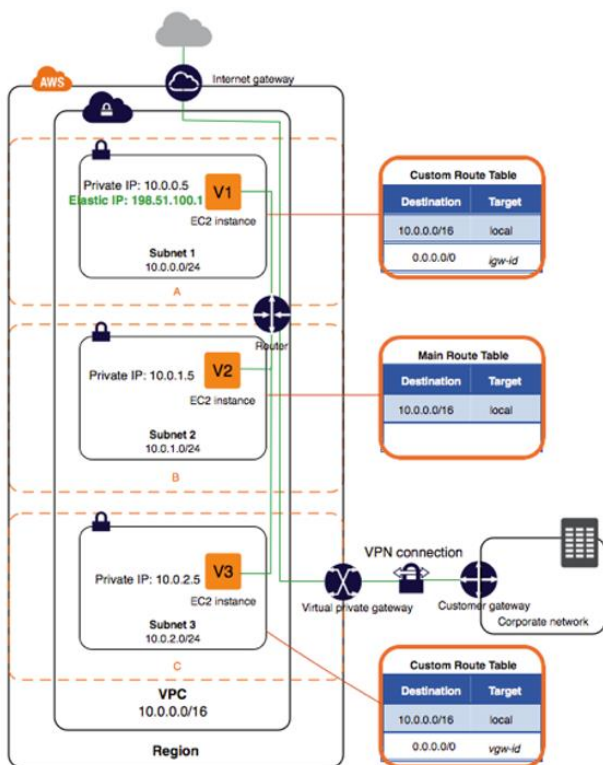 AWS
Internet gateway
Private IP: 10.0.0.5
Elastic IP: 198.51.100.1
V1
EC2 instance
Subnet 1
10.0.0.0/24
A
Custom Route Table
Destination Target
10.0.0.0/16 local
0.0.0.0/0 igw-id
Router
Private IP: 10.0.1.5
V2
EC2 instance
Subnet 2
10.0.1.0/24
B
Main Route Table
Destination Target
10.0.0.0/16 local
Private IP: 10.0.2.5
V3
EC2 instance
Subnet 3
10.0.2.0/24
C
VPN connection
Virtual private gateway
Customer gateway
Corporate network
Custom Route Table
Destination Target
10.0.0.0/16 local
0.0.0.0/0 vgw-id
VPC
10.0.0.0/16
Region